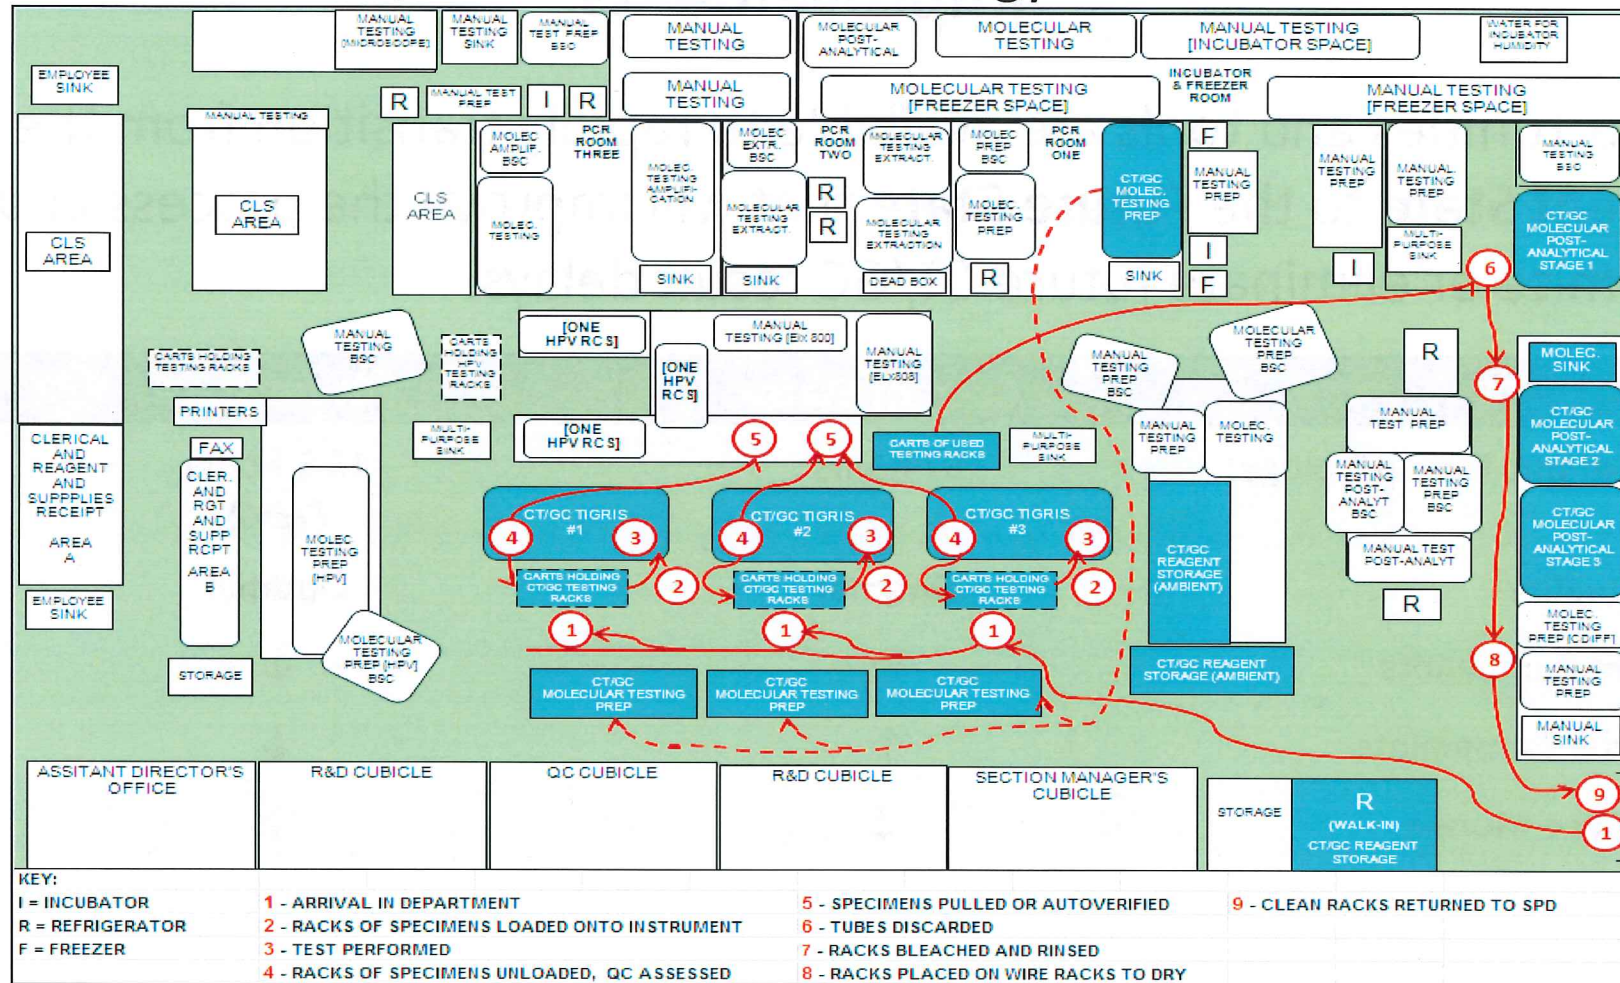 MANUAL
TESTING
[MICROSCOPE]
MANUAL
TESTING
SINK
MANUAL
TEST PREP
BSC
MANUAL
TESTING
MOLECULAR
POST-
ANALYTICAL
MOLECULAR
TESTING
MANUAL TESTING
[INCUBATOR SPACE]
WATER FOR
INCUBATOR
HUMIDITY
EMPLOYEE
SINK
R
MANUAL TEST
PREP
I
R
MANUAL
TESTING
MOLECULAR TESTING
[FREEZER SPACE]
INCUBATOR
& FREEZER
ROOM
MANUAL TESTING
[FREEZER SPACE]
MANUAL TESTING
CLS
AREA
CLS
AREA
CLS
AREA
MOLEC
AMPLIF.
BSC
PCR
ROOM
THREE
MOLEC.
TESTING
AMPLIFI-
CATION
MOLEC.
TESTING
SINK
MOLEC
EXTR.
BSC
PCR
ROOM
TWO
MOLECULAR
TESTING
EXTRACT.
R
R
MOLECULAR
TESTING
EXTRACT.
MOLECULAR
TESTING
EXTRACTION
SINK
DEAD BOX
MOLEC
PREP
BSC
PCR
ROOM
ONE
MOLEC.
TESTING
PREP
R
CT/GC
MOLEC.
TESTING
PREP
SINK
F
MANUAL
TESTING
PREP
I
F
MANUAL
TESTING
PREP
I
MANUAL
TESTING
PREP
MULTI-
PURPOSE
SINK
MANUAL
TESTING
BSC
CT/GC
MOLECULAR
POST-
ANALYTICAL
STAGE 1
6
CARTS HOLDING
TESTING RACKS
MANUAL
TESTING
BSC
CARTS
HOLDING
HPV
TESTING
RACKS
[ONE
HPV RCS]
[ONE
HPV
RCS]
MANUAL
TESTING [Elx 800]
MANUAL
TESTING
[ELX808]
[ONE
HPV RCS]
5
5
MANUAL
TESTING
PREP
BSC
MOLECULAR
TESTING
PREP
BSC
R
MOLEC.
SINK
7
PRINTERS
FAX
MULTI-
PURPOSE
SINK
CARTS OF USED
TESTING RACKS
MULTI-
PURPOSE
SINK
MANUAL
TESTING
PREP
MOLEC.
TESTING
MANUAL
TEST PREP
CT/GC
MOLECULAR
POST-
ANALYTICAL
STAGE 2
CLERICAL
AND
REAGENT
AND
SUPPPLIES
RECEIPT
AREA
A
CLER.
AND
RGT
AND
SUPP
RCPT
AREA
B
MOLEC
TESTING
PREP
[HPV]
MANUAL
TESTING
POST-
ANALYT
BSC
MANUAL
TESTING
PREP
BSC
MANUAL TEST
POST-ANALYT
R
CT/GC
MOLECULAR
POST-
ANALYTICAL
STAGE 3
CT/GC TIGRIS
#1
4
3
CT/GC TIGRIS
#2
4
3
CT/GC TIGRIS
#3
4
3
CARTS HOLDING
CT/GC TESTING
RACKS
2
CARTS HOLDING
CT/GC TESTING
RACKS
2
CARTS HOLDING
CT/GC TESTING
RACKS
2
CT/GC
REAGENT
STORAGE
(AMBIENT)
EMPLOYEE
SINK
1
1
1
MOLECULAR
TESTING
PREP [HPV]
BSC
STORAGE
CT/GC
MOLECULAR TESTING
PREP
CT/GC
MOLECULAR TESTING
PREP
CT/GC
MOLECULAR TESTING
PREP
CT/GC REAGENT
STORAGE (AMBIENT)
8
MOLEC.
TESTING
PREP [CDIFF]
MANUAL
TESTING
PREP
MANUAL
SINK
ASSITANT DIRECTOR'S
OFFICE
R&D CUBICLE
QC CUBICLE
R&D CUBICLE
SECTION MANAGER'S
CUBICLE
STORAGE
R
(WALK-IN)
CT/GC REAGENT
STORAGE
9
1
KEY:
I = INCUBATOR
R = REFRIGERATOR
F = FREEZER
1 - ARRIVAL IN DEPARTMENT
2 - RACKS OF SPECIMENS LOADED ONTO INSTRUMENT
3 - TEST PERFORMED
4 - RACKS OF SPECIMENS UNLOADED, QC ASSESSED
5 - SPECIMENS PULLED OR AUTOVERIFIED
6 - TUBES DISCARDED
7 - RACKS BLEACHED AND RINSED
8 - RACKS PLACED ON WIRE RACKS TO DRY
9 - CLEAN RACKS RETURNED TO SPD